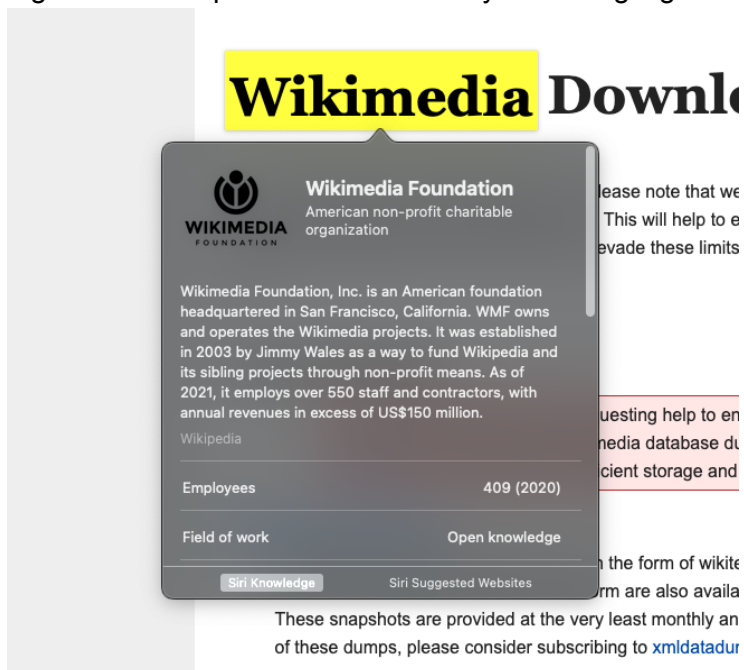 Wikimedia Downlo
Wikimedia Foundation
American non-profit charitable
organization
WIKIMEDIA
FOUNDATION
Wikimedia Foundation, Inc. is an American foundation
headquartered in San Francisco, California. WMF owns
and operates the Wikimedia projects. It was established
in 2003 by Jimmy Wales as a way to fund Wikipedia and
its sibling projects through non-profit means. As of
2021, it employs over 550 staff and contractors, with
annual revenues in excess of US$150 million.
Wikipedia
Employees 409 (2020)
Field of work Open knowledge
Siri Knowledge Siri Suggested Websites
lease note that we
This will help to e
evade these limits
uesting help to en
nedia database du
cient storage and
the form of wikite
rm are also availa
These snapshots are provided at the very least monthly an
of these dumps, please consider subscribing to xmldatadur